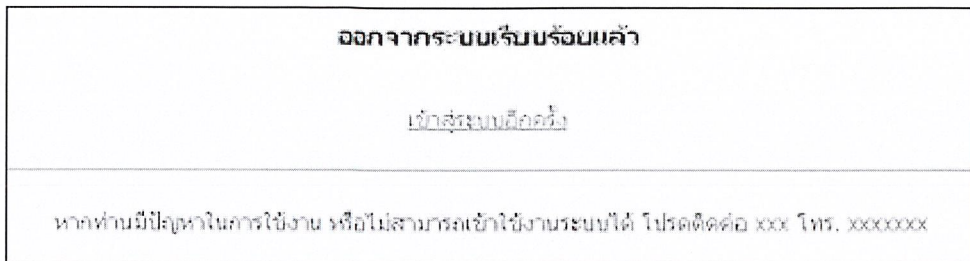 ออกจากระบบเรียบร้อยแล้ว
เข้าสู่ระบบอีกครั้ง
หากท่านมีปัญหาในการใช้งาน หรือไม่สามารถเข้าใช้งานระบบได้ โปรดติดต่อ xxx โทร. xxxxxxx